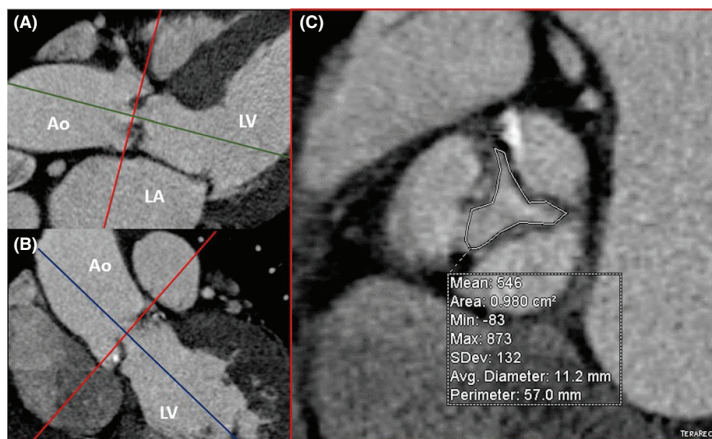 (A)
Ao
LV
LA
(B)
Ao
LV
(C)
Mean: 546
Area: 0.980 cm²
Min: -83
Max: 873
SDev: 132
Avg. Diameter: 11.2 mm
Perimeter: 57.0 mm